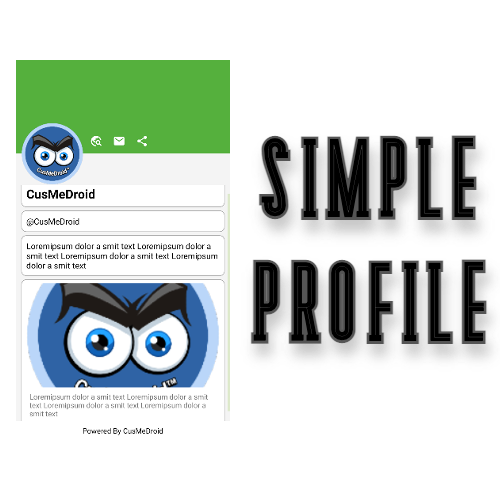 CusMeDroid™
CusMeDroid
@CusMeDroid
Loremipsum dolor a smit text Loremipsum dolor a
smit text Loremipsum dolor a smit text Loremipsum
dolor a smit text
Loremipsum dolor a smit text Loremipsum dolor a smit
text Loremipsum dolor a smit text Loremipsum dolor a
smit text
Powered By CusMeDroid
SIMPLE
PROFILE